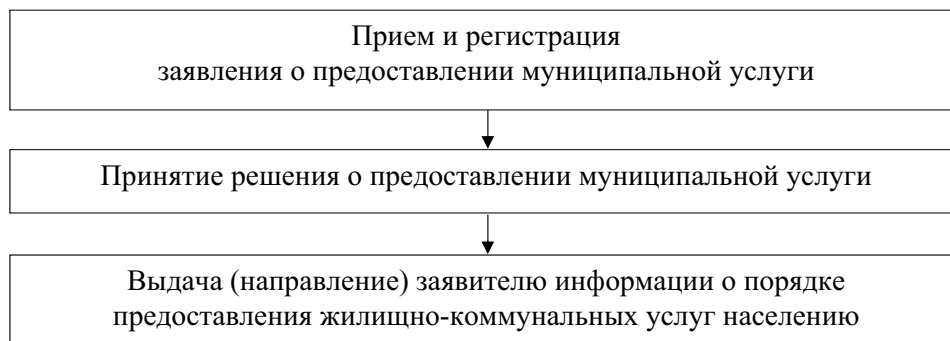 Прием и регистрация
заявления о предоставлении муниципальной услуги
Принятие решения о предоставлении муниципальной услуги
Выдача (направление) заявителю информации о порядке
предоставления жилищно-коммунальных услуг населению